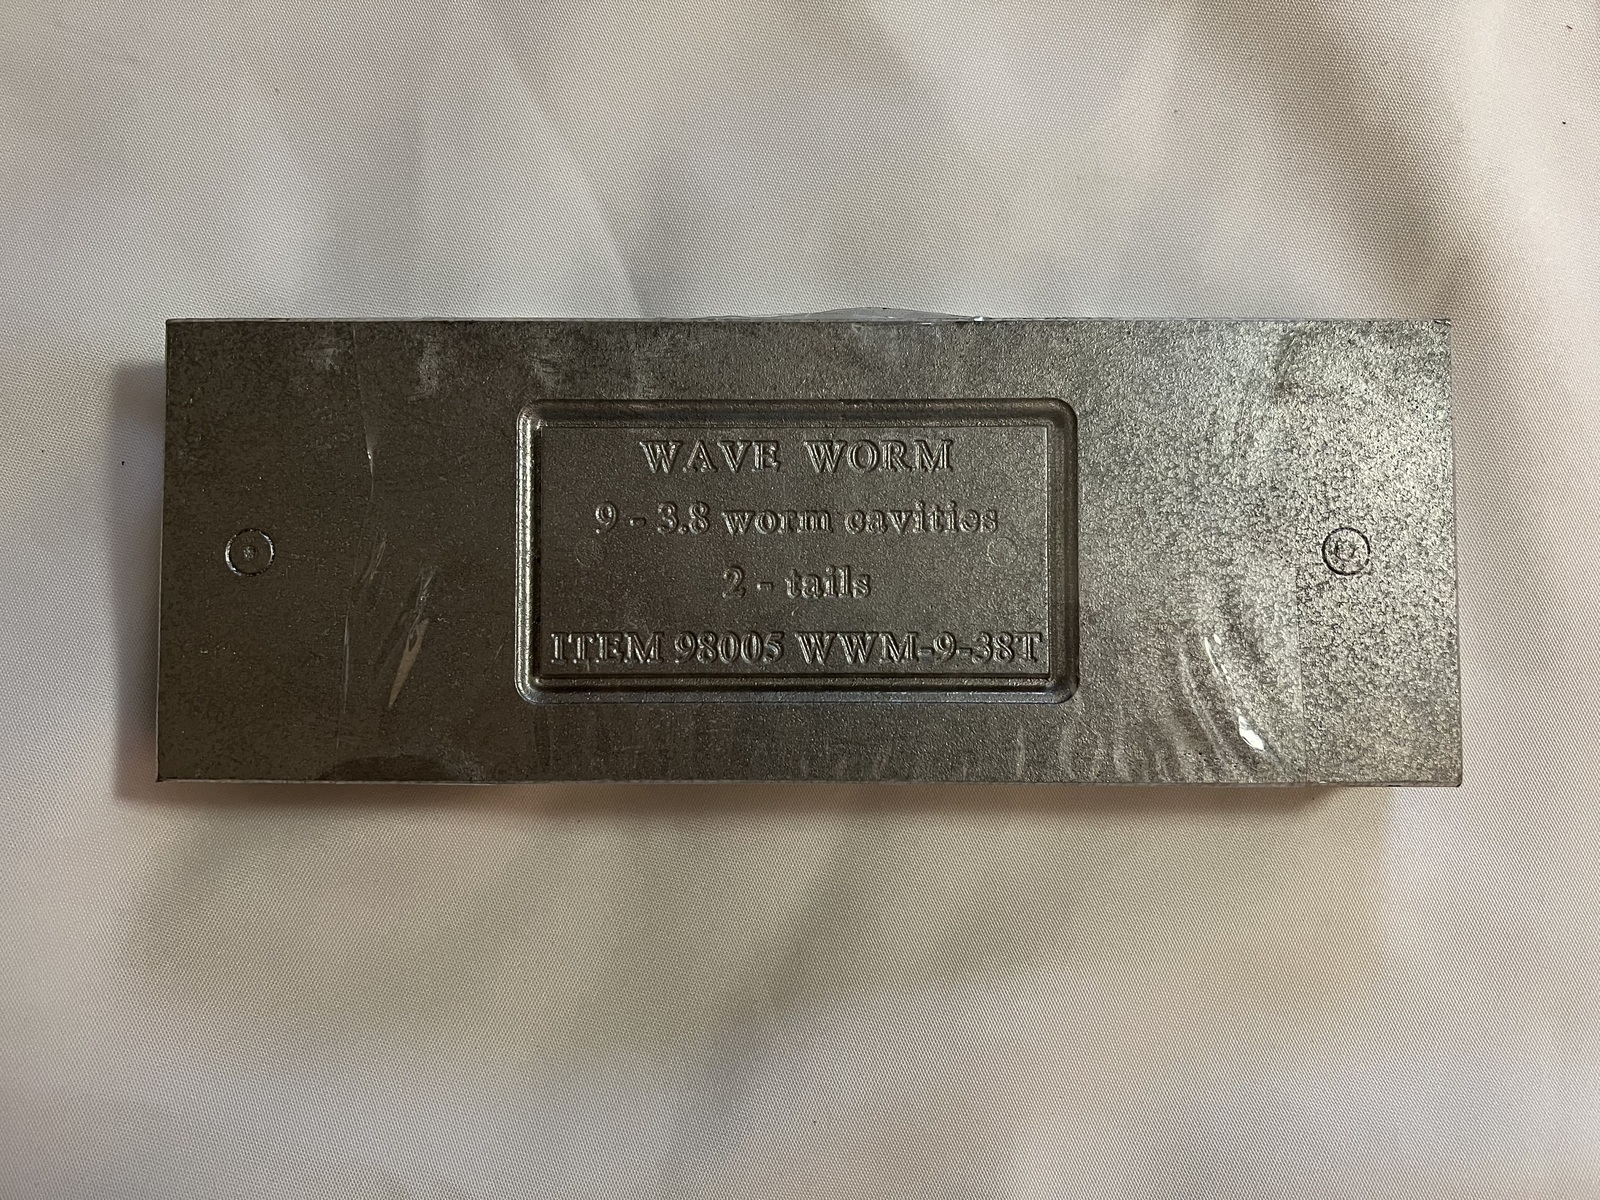 WAVE WORM
9 - 3.8 worm cavities
2 - tails
ITEM 98005 WWM-9-38T